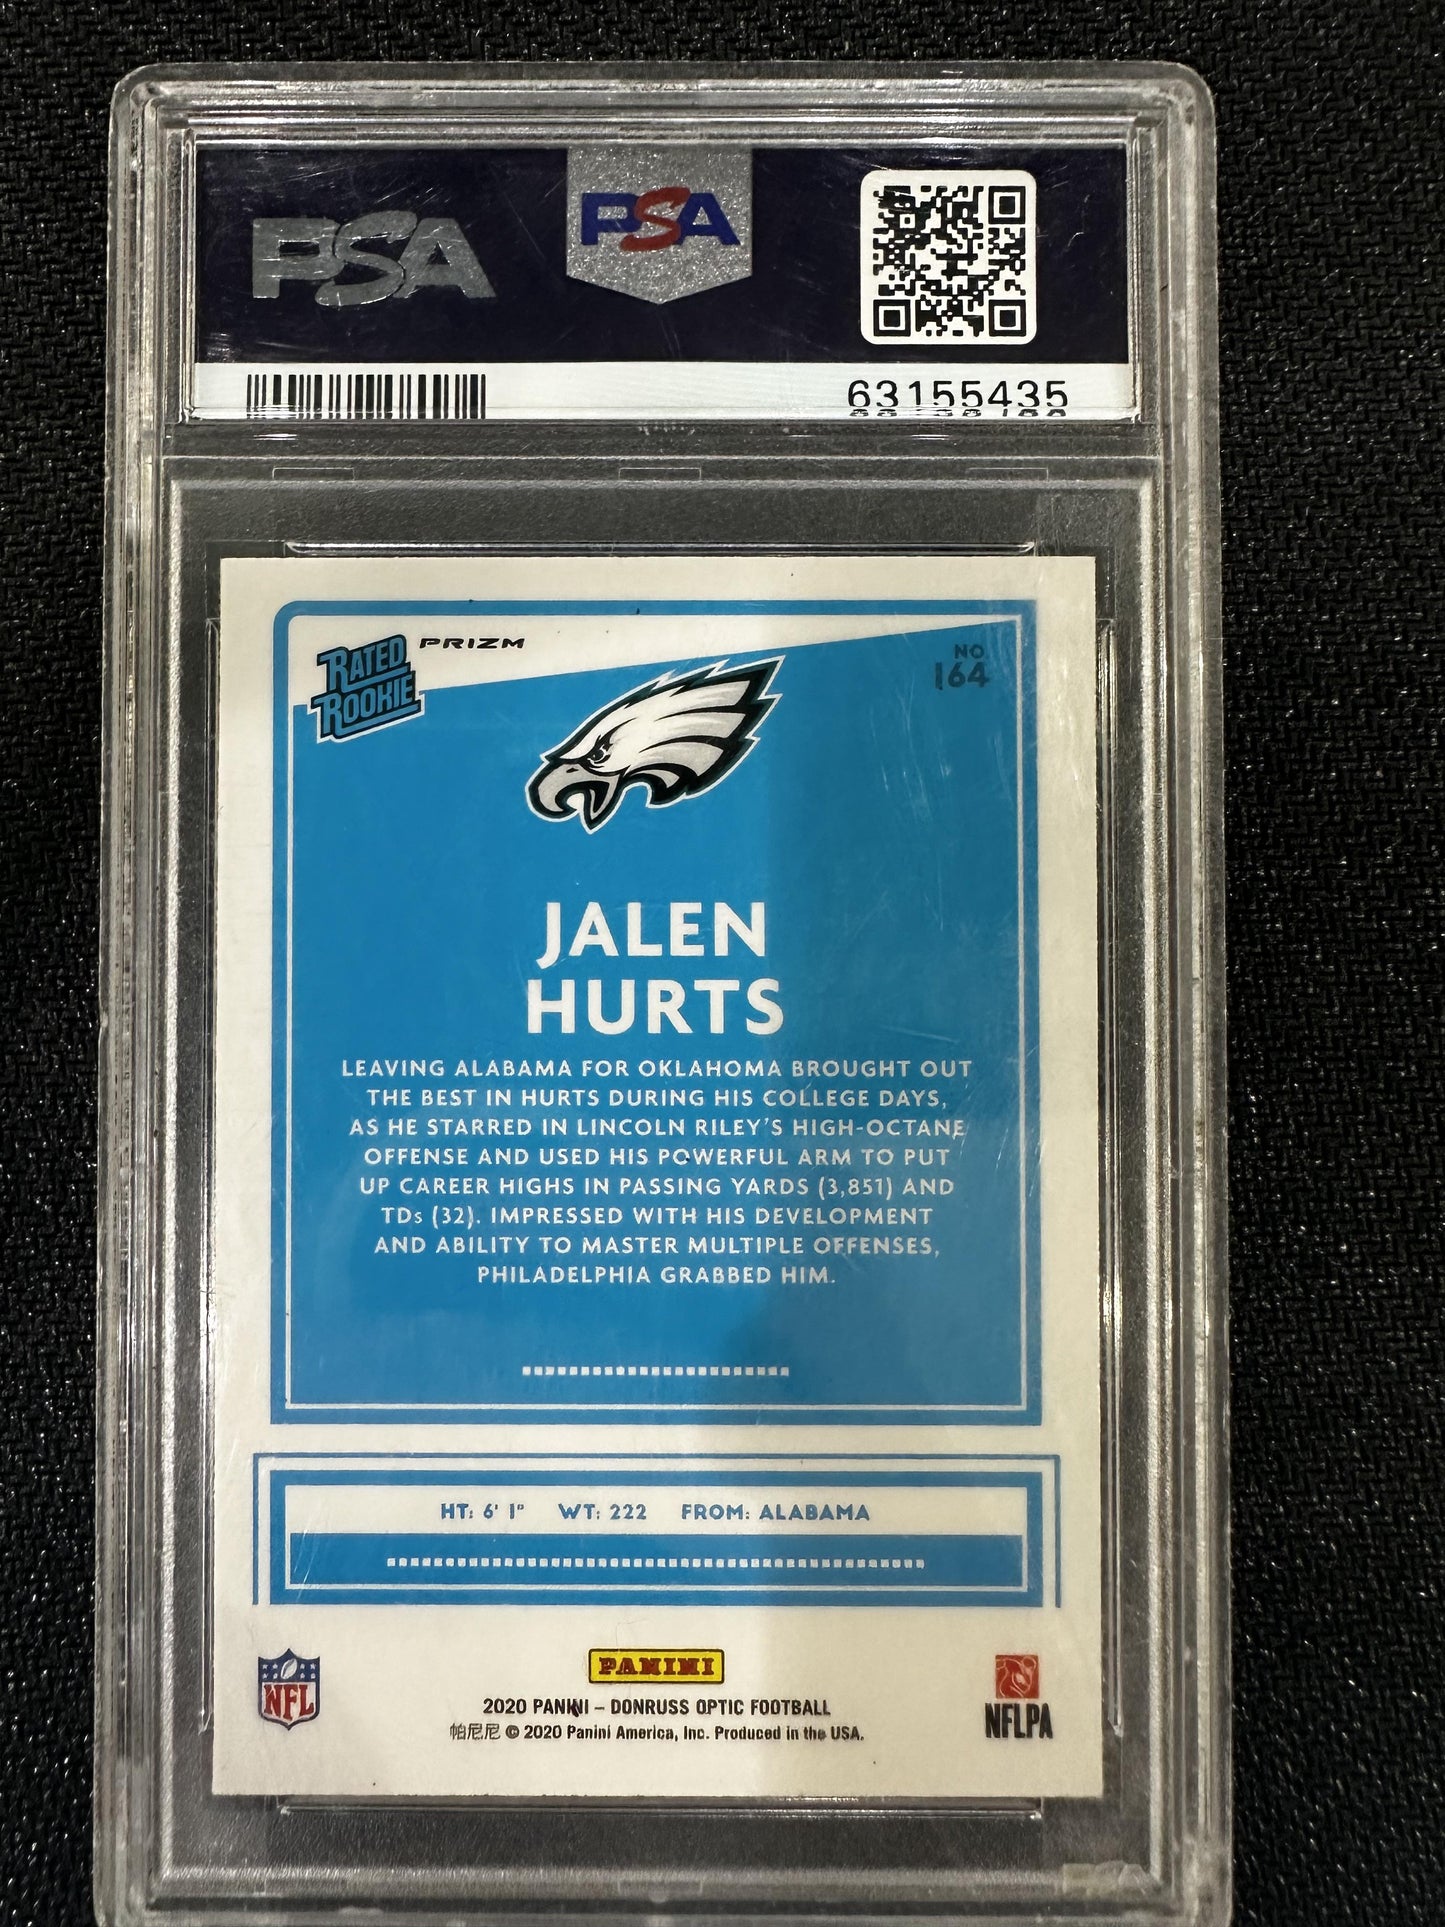 PSA
PSA
63155435
RATED
ROOKIE
PRIZM
NO
164
JALEN
HURTS
LEAVING ALABAMA FOR OKLAHOMA BROUGHT OUT
THE BEST IN HURTS DURING HIS COLLEGE DAYS,
AS HE STARRED IN LINCOLN RILEY'S HIGH-OCTANE
OFFENSE AND USED HIS POWERFUL ARM TO PUT
UP CAREER HIGHS IN PASSING YARDS (3,851) AND
TDs (32). IMPRESSED WITH HIS DEVELOPMENT
AND ABILITY TO MASTER MULTIPLE OFFENSES,
PHILADELPHIA GRABBED HIM.
HT: 6' 1" WT: 222 FROM: ALABAMA
NFL
PANINI
2020 PANINI – DONRUSS OPTIC FOOTBALL
帕尼尼 © 2020 Panini America, Inc. Produced in the USA.
NFLPA